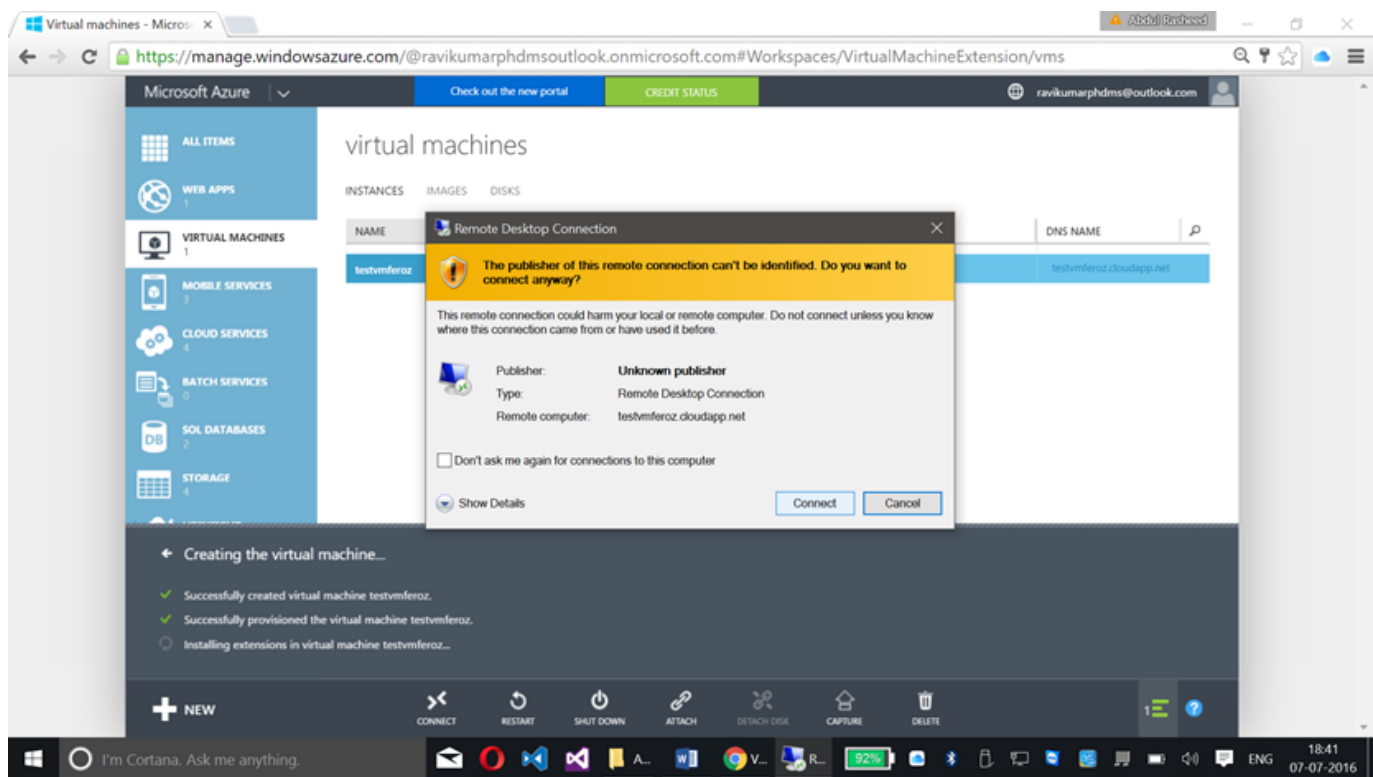 Virtual machines - Micros
Abdul Rasheed
https://manage.windowsazure.com/@ravikumarphdmsoutlook.onmicrosoft.com#Workspaces/VirtualMachineExtension/vms
Microsoft Azure
Check out the new portal
CREDIT STATUS
ravikumarphdms@outlook.com
ALL ITEMS
WEB APPS
1
VIRTUAL MACHINES
1
MOBILE SERVICES
3
CLOUD SERVICES
4
BATCH SERVICES
0
DB
SQL DATABASES
2
STORAGE
4
virtual machines
INSTANCES IMAGES DISKS
NAME
DNS NAME
testvmferoz
testvmferoz.cloudapp.net
Remote Desktop Connection
The publisher of this remote connection can't be identified. Do you want to
connect anyway?
This remote connection could harm your local or remote computer. Do not connect unless you know
where this connection came from or have used it before.
Publisher: Unknown publisher
Type: Remote Desktop Connection
Remote computer: testvmferoz.cloudapp.net
Don't ask me again for connections to this computer
Show Details
Connect
Cancel
Creating the virtual machine...
Successfully created virtual machine testvmferoz.
Successfully provisioned the virtual machine testvmferoz.
Installing extensions in virtual machine testvmferoz...
NEW
CONNECT
RESTART
SHUT DOWN
ATTACH
DETACH DISK
CAPTURE
DELETE
1
I'm Cortana. Ask me anything.
A...
V...
R...
92%
ENG
18:41
07-07-2016